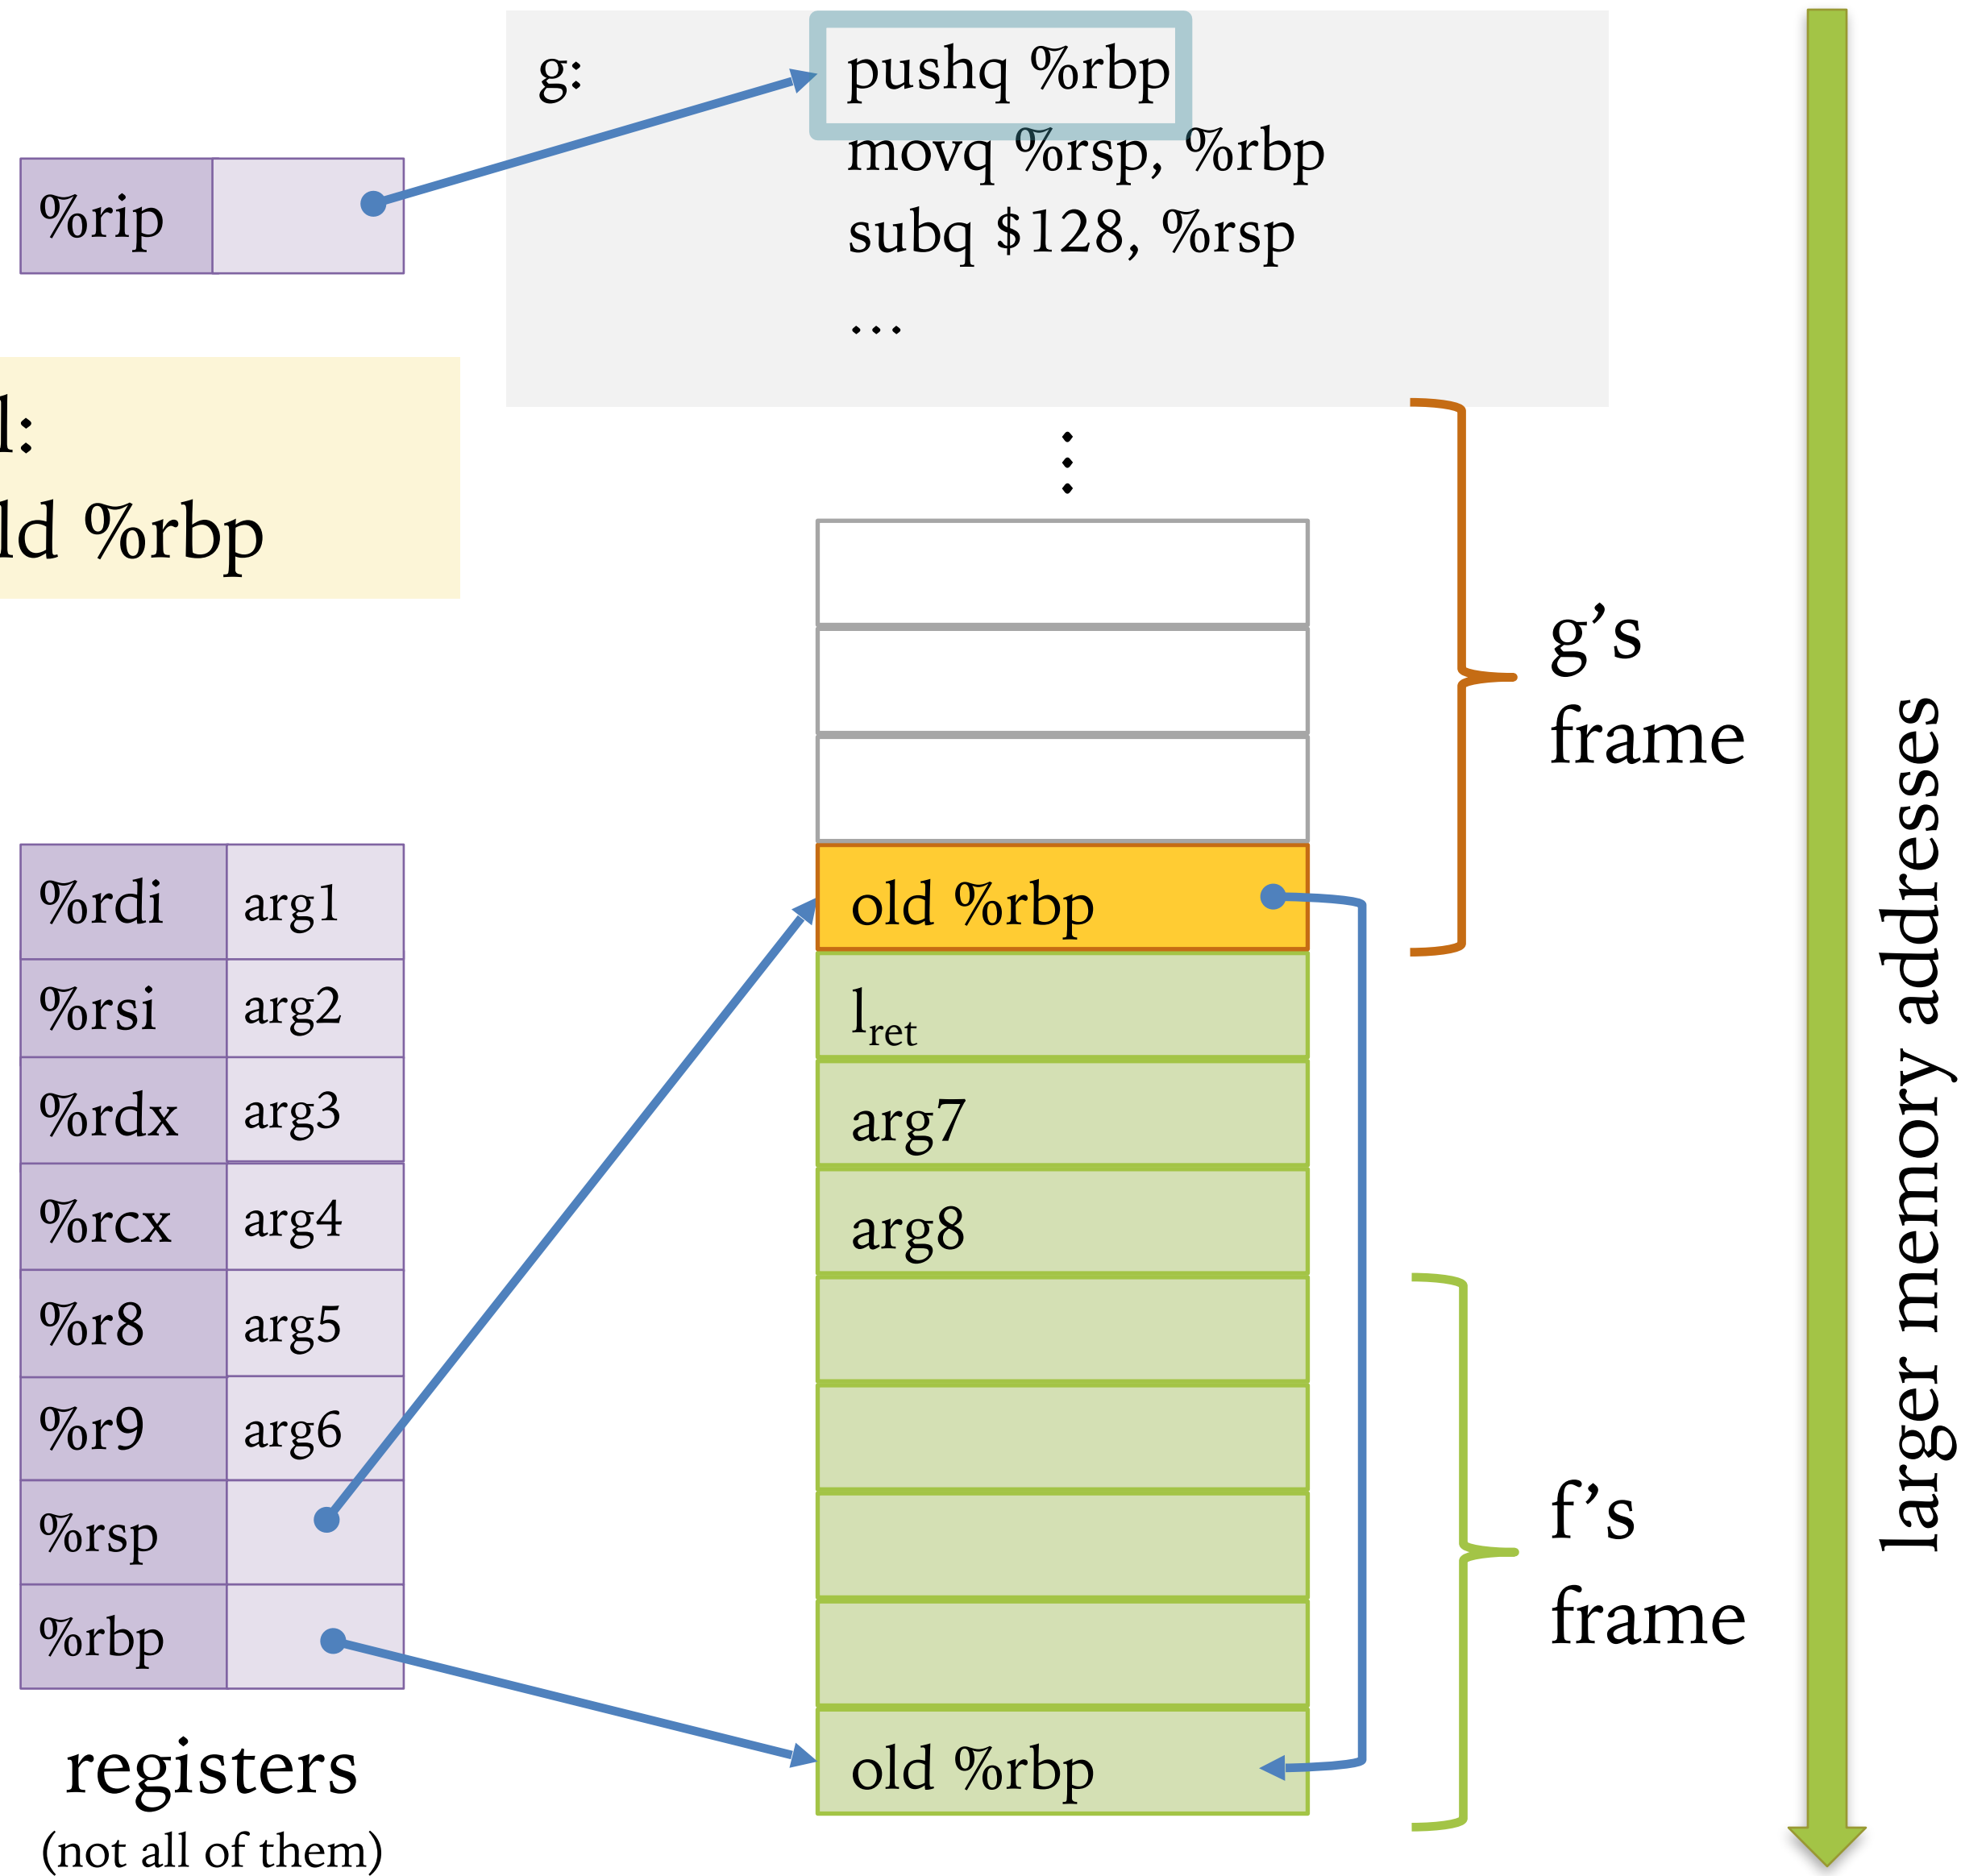 g:
pushq %rbp
movq %rsp, %rbp
subq $128, %rsp
…
%rip
%rbp
⋮
g’s
frame
old %rbp
l_ret
arg7
arg8
old %rbp
%rdi arg1
%rsi arg2
%rdx arg3
%rcx arg4
%r8 arg5
%r9 arg6
%rsp
%rbp
registers
(not all of them)
f’s
frame
larger memory addresses